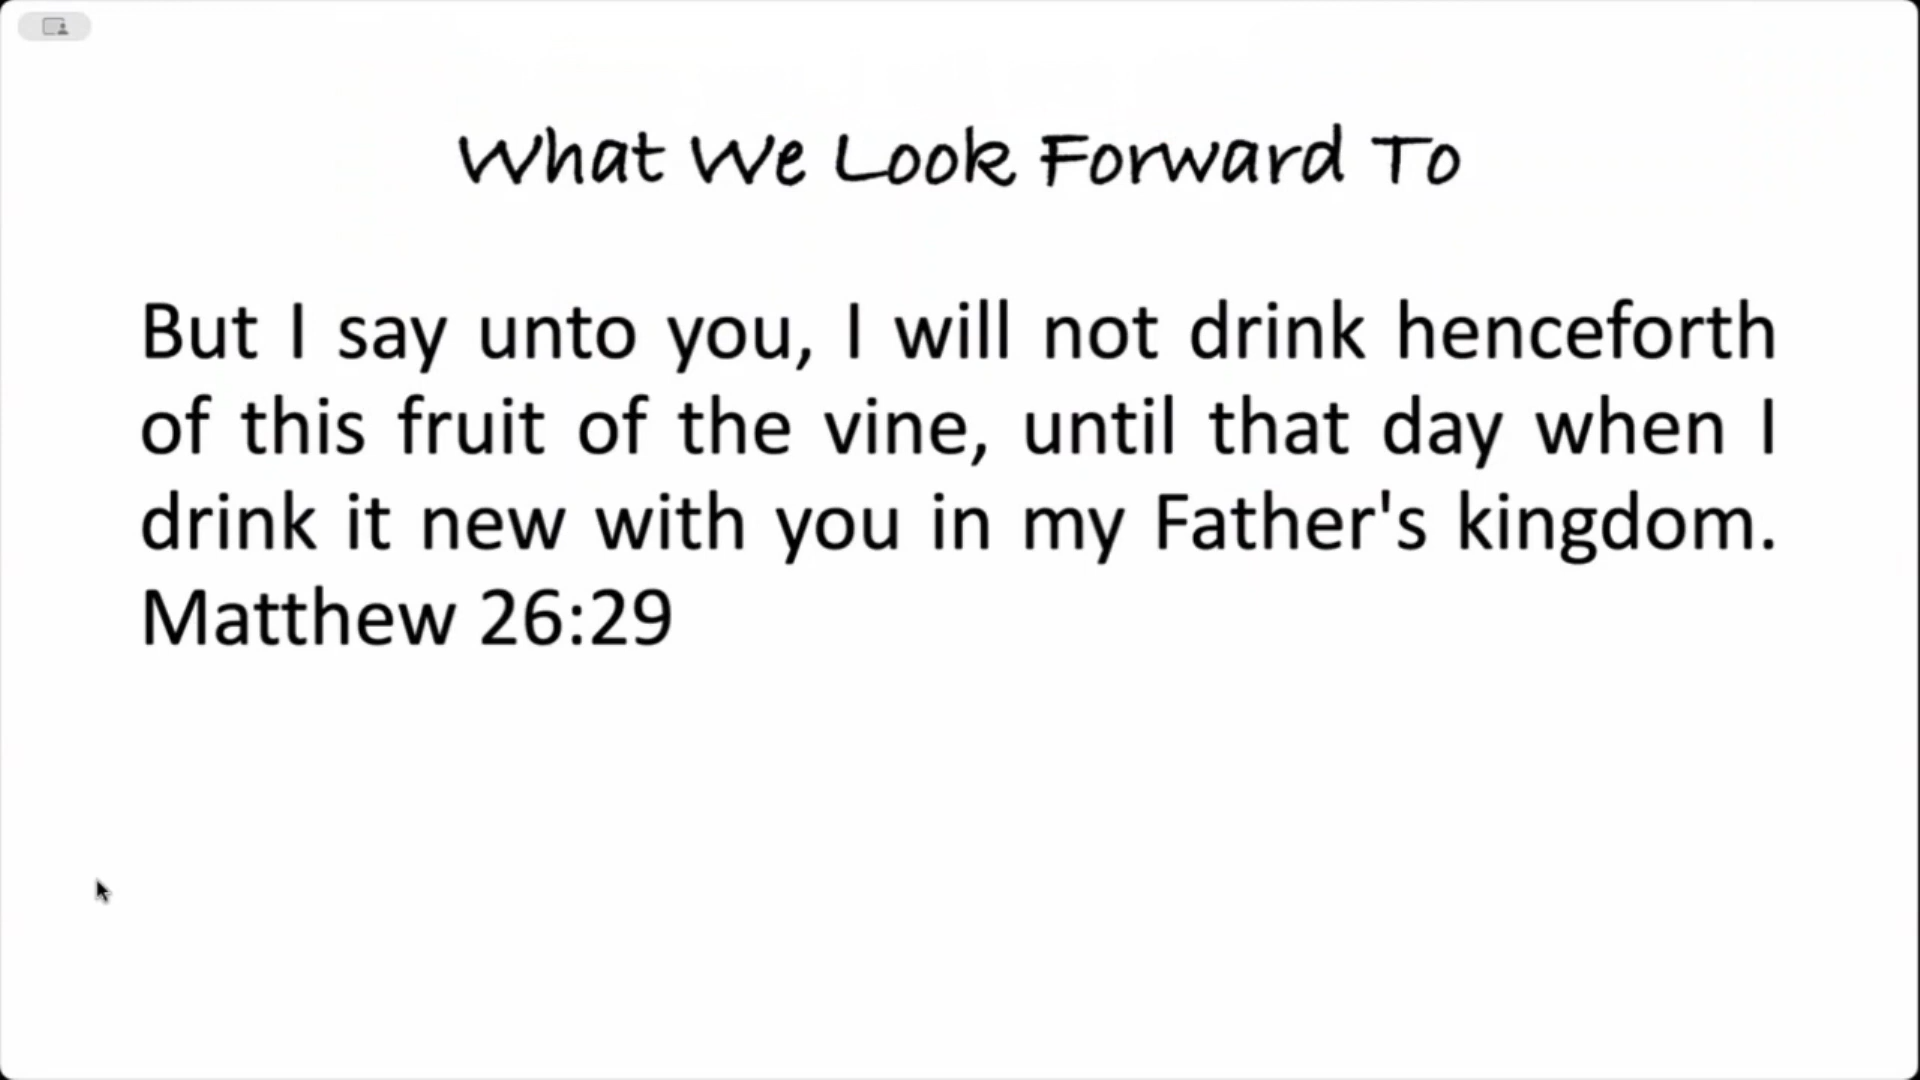 What We Look Forward To
But I say unto you, I will not drink henceforth
of this fruit of the vine, until that day when I
drink it new with you in my Father's kingdom.
Matthew 26:29